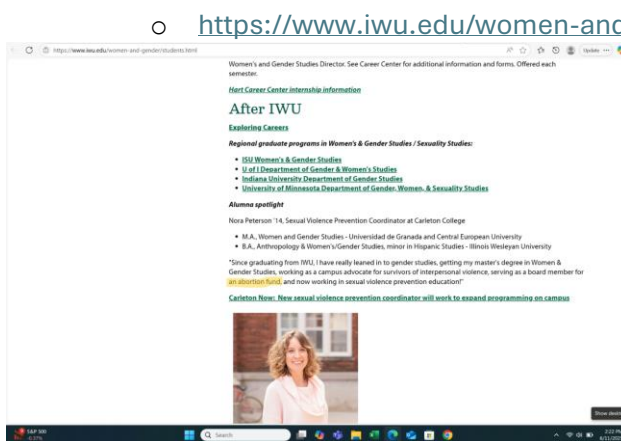 o https://www.iwu.edu/women-and
https://www.iwu.edu/women-and-gender/students.html
Update
Women's and Gender Studies Director. See Career Center for additional information and forms. Offered each
semester.
Hart Career Center internship information
After IWU
Exploring Careers
Regional graduate programs in Women's & Gender Studies / Sexuality Studies:
• ISU Women's & Gender Studies
• U of I Department of Gender & Women's Studies
• Indiana University Department of Gender Studies
• University of Minnesota Department of Gender, Women, & Sexuality Studies
Alumna spotlight
Nora Peterson '14, Sexual Violence Prevention Coordinator at Carleton College
• M.A., Women and Gender Studies - Universidad de Granada and Central European University
• B.A., Anthropology & Women's/Gender Studies, minor in Hispanic Studies - Illinois Wesleyan University
"Since graduating from IWU, I have really leaned in to gender studies, getting my master's degree in Women &
Gender Studies, working as a campus advocate for survivors of interpersonal violence, serving as a board member for
an abortion fund, and now working in sexual violence prevention education!"
Carleton Now: New sexual violence prevention coordinator will work to expand programming on campus
Show desktop
S&P 500
Search
2:22 PM